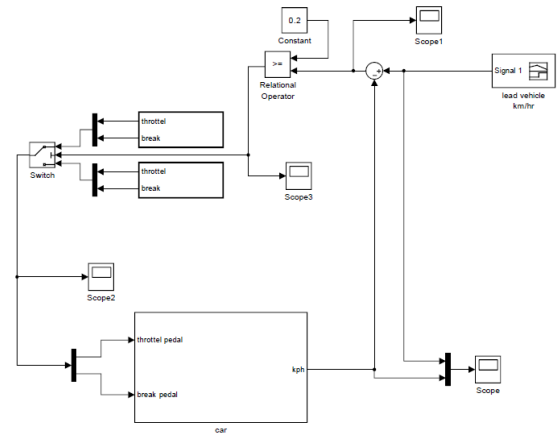 0.2
Constant
Scope1
>=
Relational
Operator
+
−
Signal 1
lead vehicle
km/hr
throttel
break
Switch
throttel
break
Scope3
Scope2
throttel pedal
kph
break pedal
car
Scope